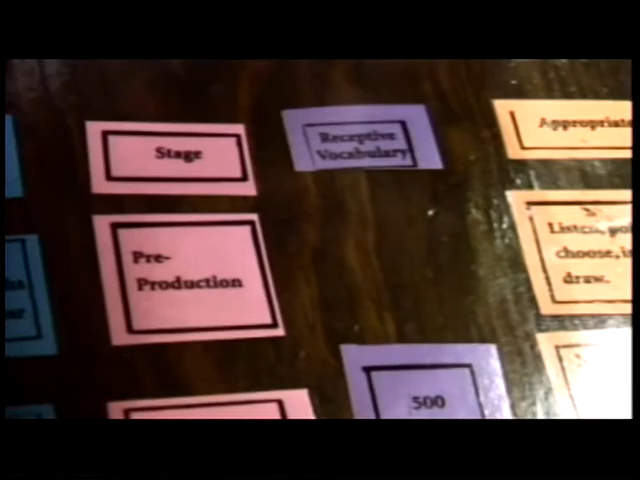 Stage
Receptive
Vocabulary
Appropriate
Pre-
Production
Listen,
choose,
draw.
500